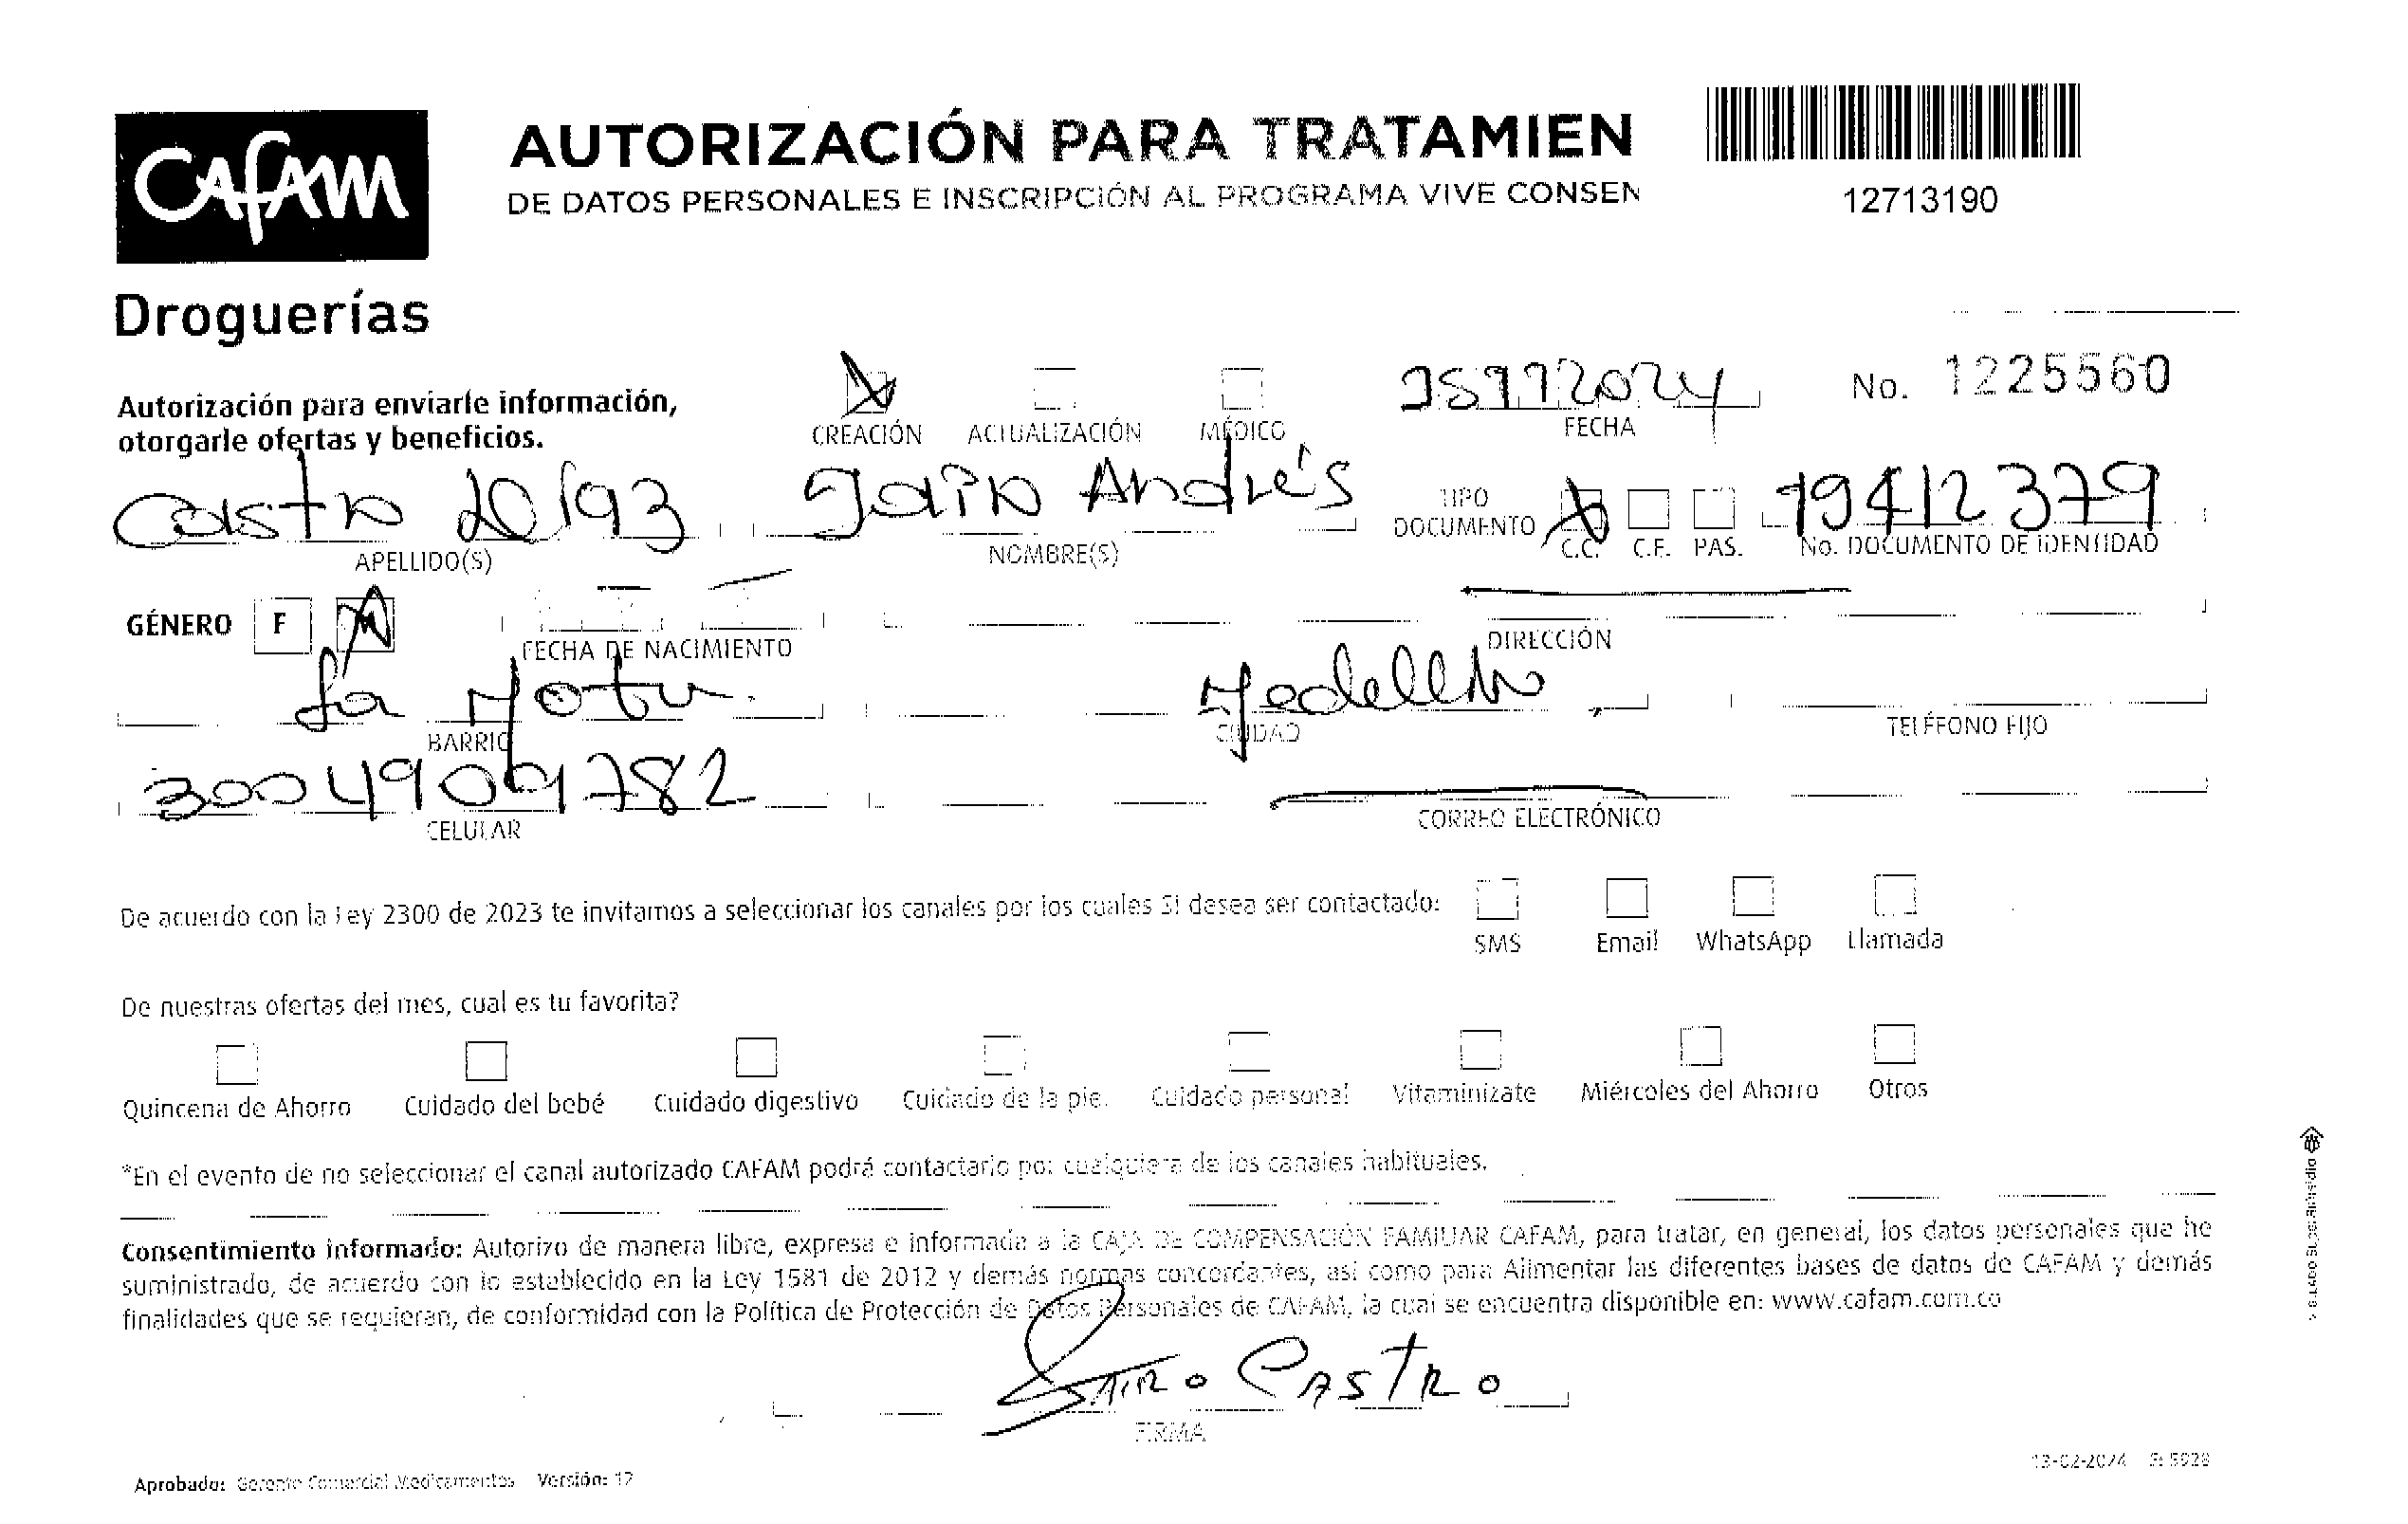 CAFAM
Droguerías
AUTORIZACIÓN PARA TRATAMIEN
DE DATOS PERSONALES E INSCRIPCIÓN AL PROGRAMA VIVE CONSEN
12713190
Autorización para enviarle información,
otorgarle ofertas y beneficios.
CREACIÓN ACTUALIZACIÓN MÉDICO
FECHA
No. 1225560
Castro Jairo Andrés
TIPO
DOCUMENTO C.C. C.E. PAS. 19412379
APELLIDO(S) NOMBRE(S) No. DOCUMENTO DE IDENTIDAD
GÉNERO F M
FECHA DE NACIMIENTO DIRECCIÓN
La Mota Medellín
BARRIO CIUDAD TELÉFONO FIJO
CELULAR CORREO ELECTRÓNICO
De acuerdo con la Ley 2300 de 2023 te invitamos a seleccionar los canales por los cuales SI desea ser contactado:
SMS Email WhatsApp Llamada
De nuestras ofertas del mes, cual es tu favorita?
Quincena de Ahorro Cuidado del bebé Cuidado digestivo Cuidado de la piel Cuidado personal Vitaminízate Miércoles del Ahorro Otros
*En el evento de no seleccionar el canal autorizado CAFAM podrá contactarlo por cualquiera de los canales habituales.
Consentimiento informado: Autorizo de manera libre, expresa e informada a la CAJA DE COMPENSACIÓN FAMILIAR CAFAM, para tratar, en general, los datos personales que he
suministrado, de acuerdo con lo establecido en la Ley 1581 de 2012 y demás normas concordantes, así como para Alimentar las diferentes bases de datos de CAFAM y demás
finalidades que se requieran, de conformidad con la Política de Protección de Datos Personales de CAFAM, la cual se encuentra disponible en: www.cafam.com.co
Jairo Castro
FIRMA
Aprobado: Gerente Comercial Medicamentos Versión: 12
13-02-2024
VIGILADO SuperSubsidio